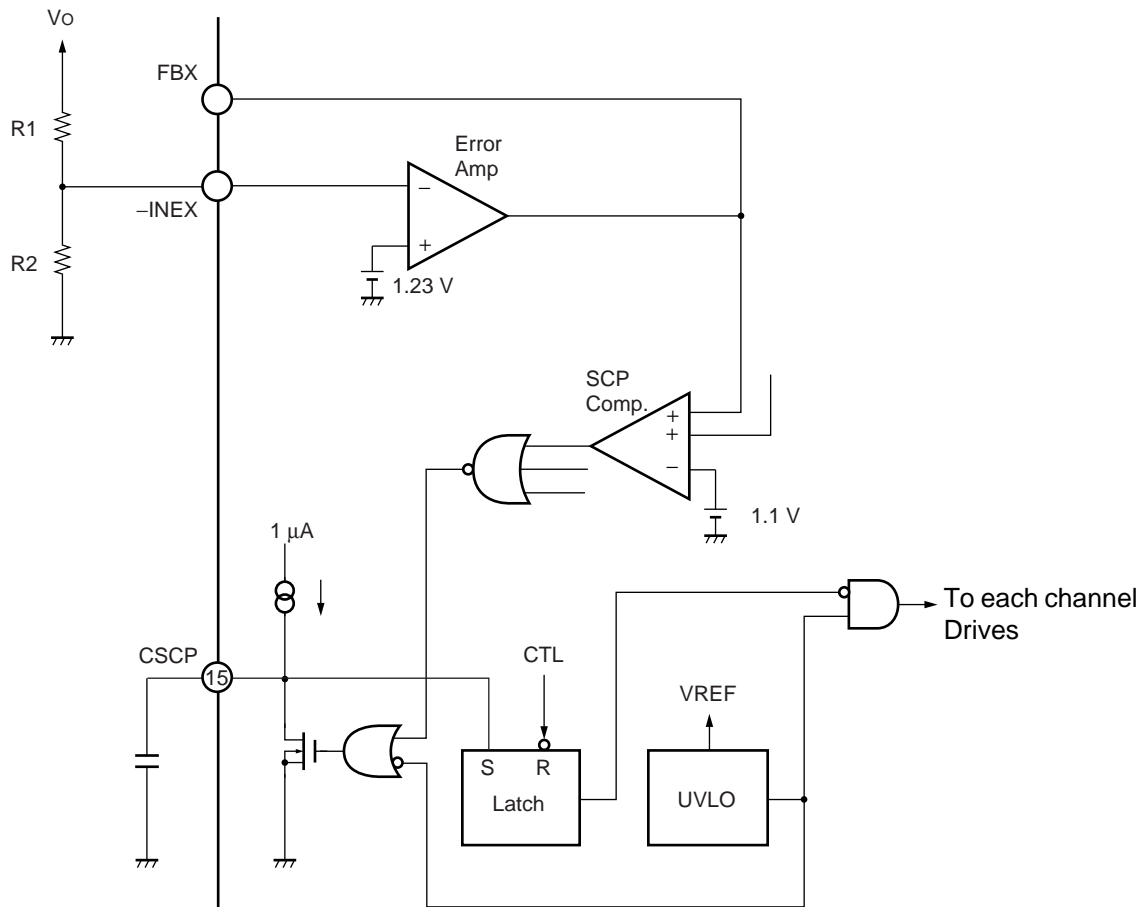 Vo
FBX
R1
Error
Amp
−
−INEX
+
R2
1.23 V
SCP
Comp.
+
+
−
1.1 V
1 μA
To each channel
Drives
CSCP
15
CTL
VREF
S R
Latch
UVLO